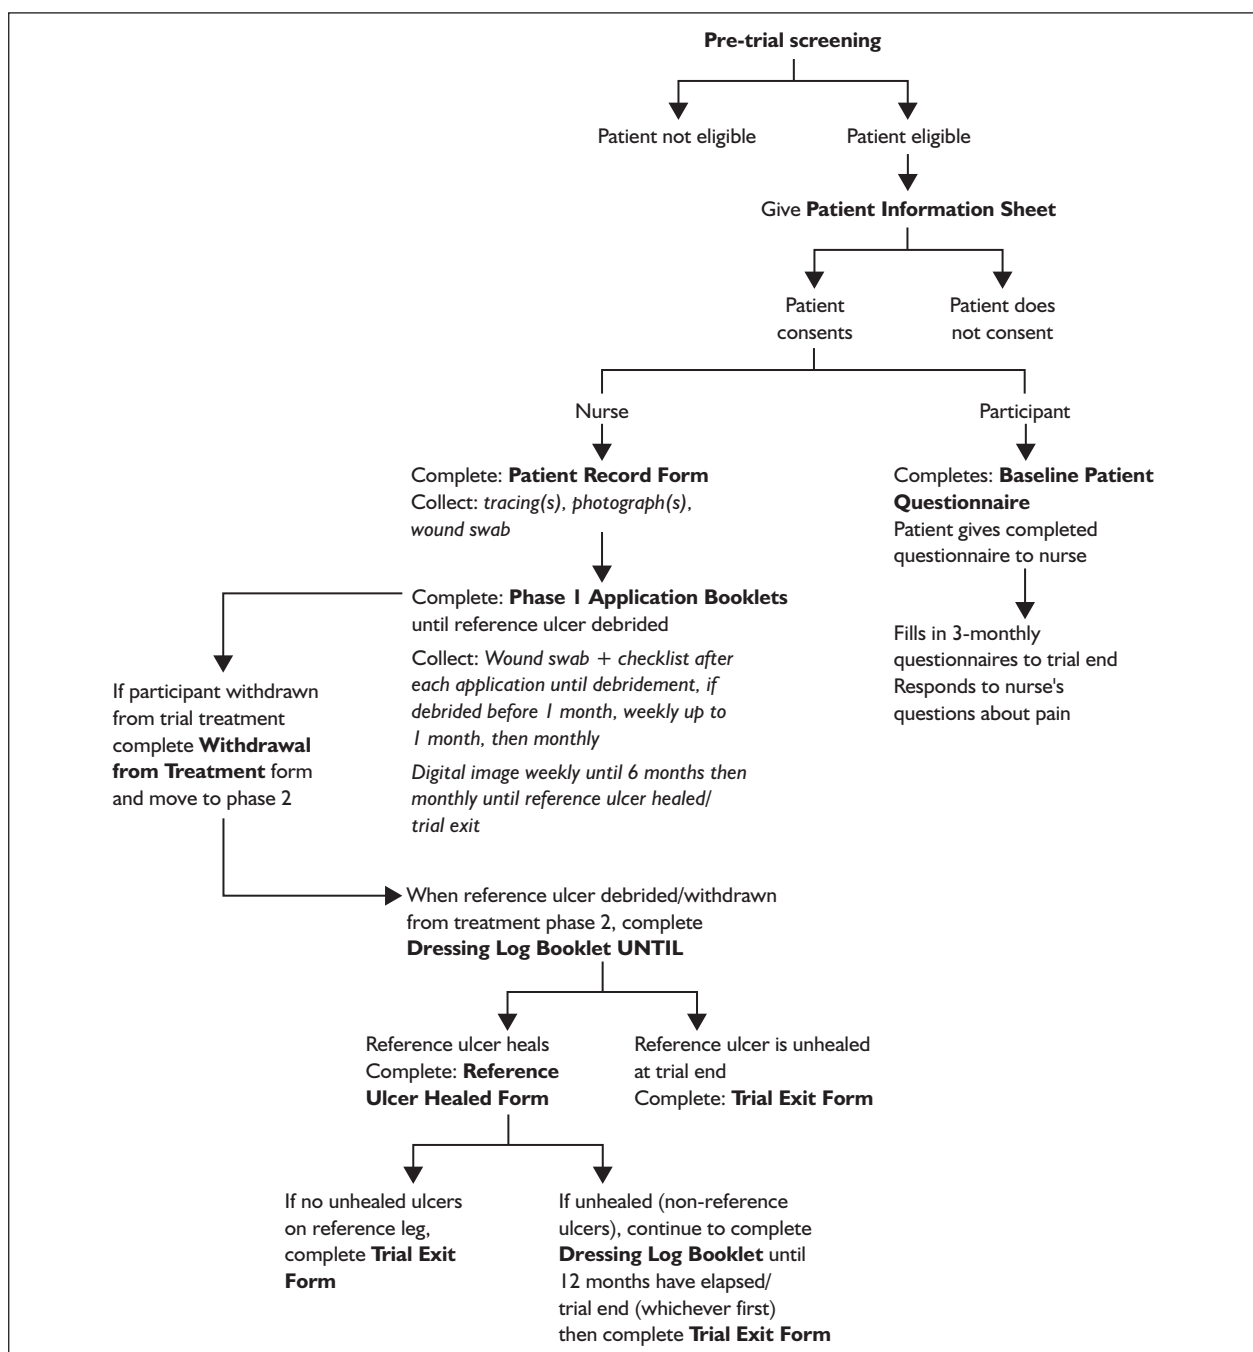 Pre-trial screening
Patient not eligible
Patient eligible
Give Patient Information Sheet
Patient
consents
Patient does
not consent
Nurse
Participant
Complete: Patient Record Form
Collect: tracing(s), photograph(s),
wound swab
Completes: Baseline Patient
Questionnaire
Patient gives completed
questionnaire to nurse
Complete: Phase 1 Application Booklets
until reference ulcer debrided
Collect: Wound swab + checklist after
each application until debridement, if
debrided before 1 month, weekly up to
1 month, then monthly
Digital image weekly until 6 months then
monthly until reference ulcer healed/
trial exit
Fills in 3-monthly
questionnaires to trial end
Responds to nurse's
questions about pain
If participant withdrawn
from trial treatment
complete Withdrawal
from Treatment form
and move to phase 2
When reference ulcer debrided/withdrawn
from treatment phase 2, complete
Dressing Log Booklet UNTIL
Reference ulcer heals
Complete: Reference
Ulcer Healed Form
Reference ulcer is unhealed
at trial end
Complete: Trial Exit Form
If no unhealed ulcers
on reference leg,
complete Trial Exit
Form
If unhealed (non-reference
ulcers), continue to complete
Dressing Log Booklet until
12 months have elapsed/
trial end (whichever first)
then complete Trial Exit Form